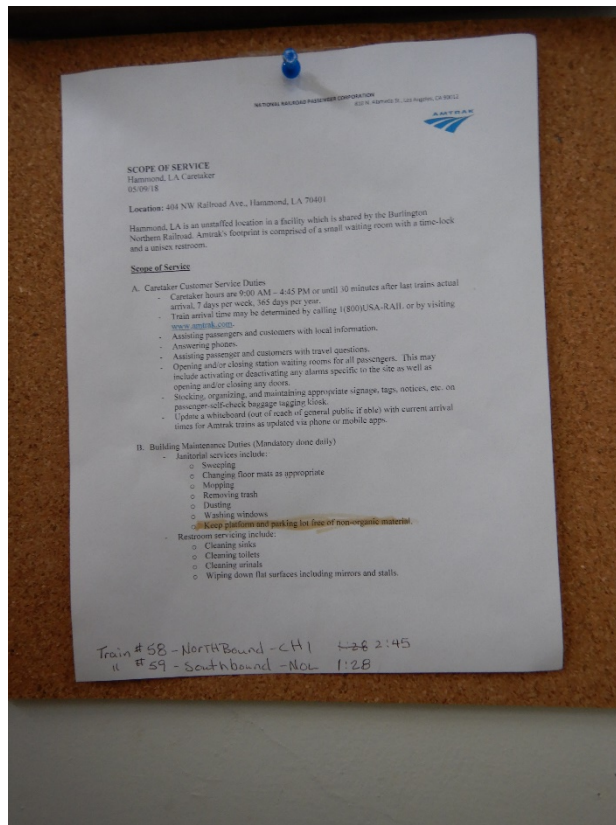 NATIONAL RAILROAD PASSENGER CORPORATION
AMTRAK
SCOPE OF SERVICE
Hammond, LA Caretaker
05/09/18
Location: 404 NW Railroad Ave., Hammond, LA 70401
Hammond, LA is an unstaffed location in a facility which is shared by the Burlington
Northern Railroad. Amtrak's footprint is comprised of a small waiting room with a time-lock
and a unisex restroom.
Scope of Service
A. Caretaker Customer Service Duties
- Caretaker hours are 9:00 AM – 4:45 PM or until 30 minutes after last trains actual
arrival, 7 days per week, 365 days per year.
- Train arrival time may be determined by calling 1(800)USA-RAIL or by visiting
www.amtrak.com.
- Assisting passengers and customers with local information.
- Answering phones.
- Assisting passenger and customers with travel questions.
- Opening and/or closing station waiting rooms for all passengers. This may
include activating or deactivating any alarms specific to the site as well as
opening and/or closing any doors.
- Stocking, organizing, and maintaining appropriate signage, tags, notices, etc. on
passenger self-check baggage tagging kiosk.
- Update a whiteboard (out of reach of general public if able) with current arrival
times for Amtrak trains as updated via phone or mobile apps.
B. Building Maintenance Duties (Mandatory done daily)
- Janitorial services include:
o Sweeping
o Changing floor mats as appropriate
o Mopping
o Removing trash
o Dusting
o Washing windows
o Keep platform and parking lot free of non-organic material.
- Restroom servicing include:
o Cleaning sinks
o Cleaning toilets
o Cleaning urinals
o Wiping down flat surfaces including mirrors and stalls.
Train # 58 - NORTHBound - CHI 2:45
" # 59 - Southbound - NOL 1:28